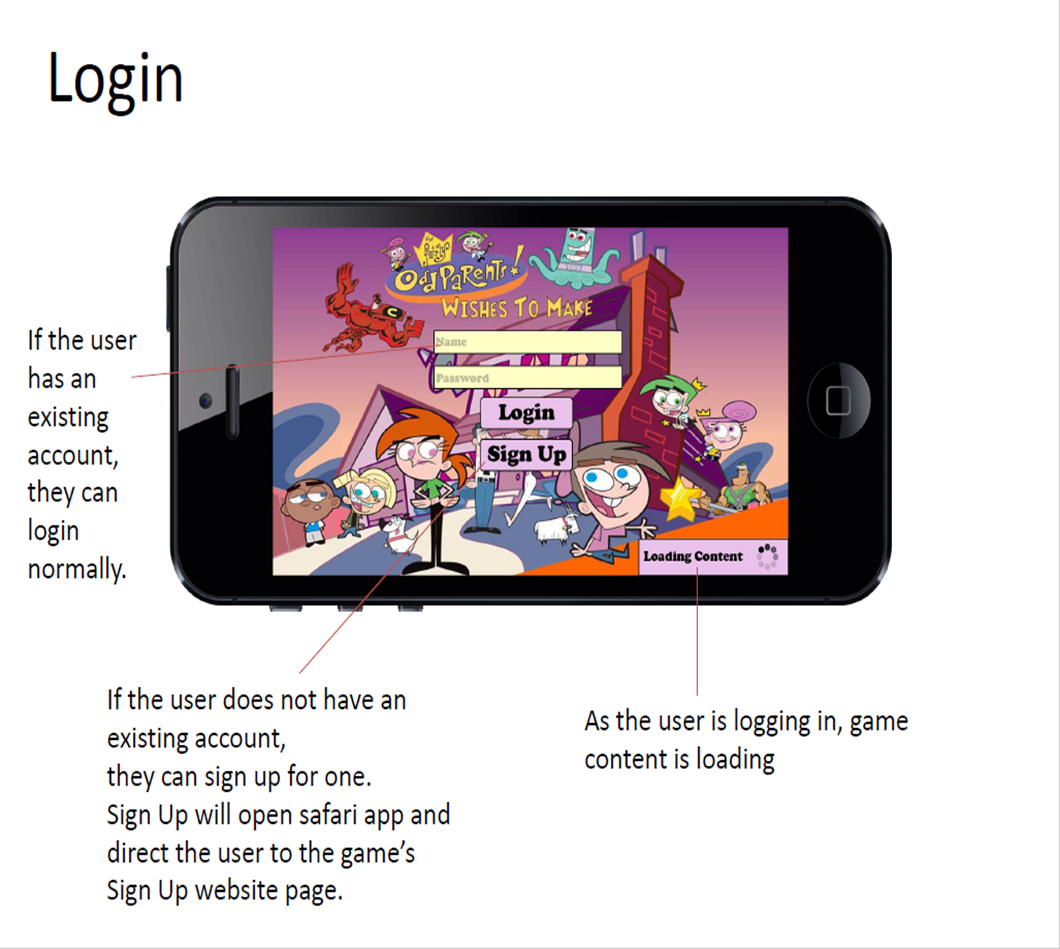 Login
The Fairly
OddParents!
WISHES TO MAKE
Name
Password
Login
Sign Up
Loading Content
If the user
has an
existing
account,
they can
login
normally.
If the user does not have an
existing account,
they can sign up for one.
Sign Up will open safari app and
direct the user to the game’s
Sign Up website page.
As the user is logging in, game
content is loading